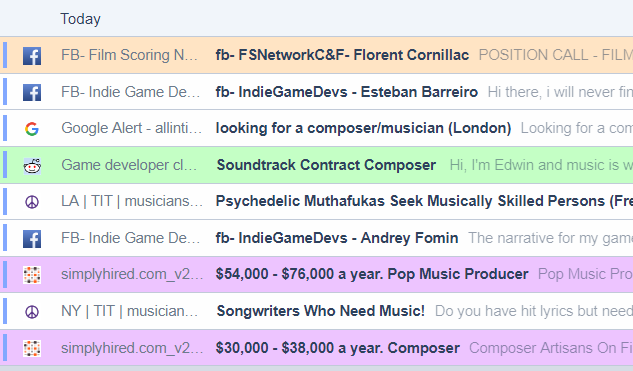 Today
FB- Film Scoring N... fb- FSNetworkC&F- Florent Cornillac POSITION CALL - FILM
FB- Indie Game De... fb- IndieGameDevs - Esteban Barreiro Hi there, i will never fin
Google Alert - allinti... looking for a composer/musician (London) Looking for a com
Game developer cl... Soundtrack Contract Composer Hi, I'm Edwin and music is w
LA | TIT | musicians... Psychedelic Muthafukas Seek Musically Skilled Persons (Fre
FB- Indie Game De... fb- IndieGameDevs - Andrey Fomin The narrative for my game
simplyhired.com_v2... $54,000 - $76,000 a year. Pop Music Producer Pop Music Pro
NY | TIT | musician... Songwriters Who Need Music! Do you have hit lyrics but need
simplyhired.com_v2... $30,000 - $38,000 a year. Composer Composer Artisans On Fi